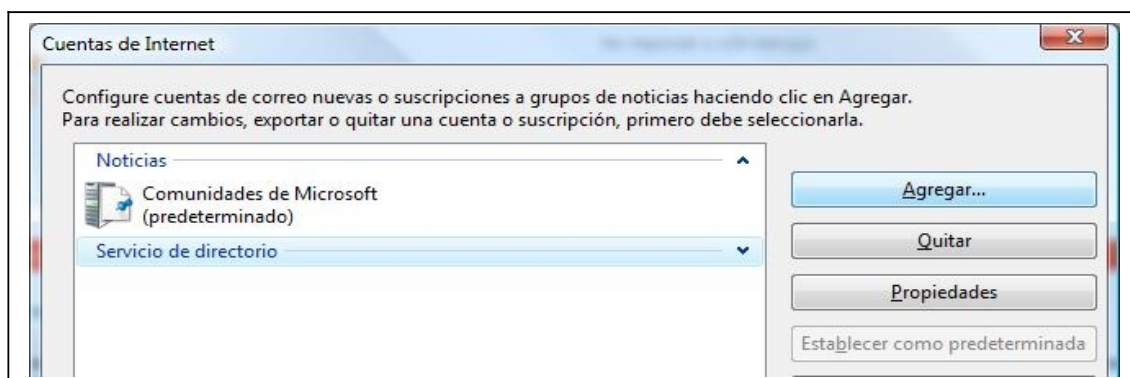 Cuentas de Internet
Configure cuentas de correo nuevas o suscripciones a grupos de noticias haciendo clic en Agregar.
Para realizar cambios, exportar o quitar una cuenta o suscripción, primero debe seleccionarla.
Noticias
Comunidades de Microsoft
(predeterminado)
Servicio de directorio
Agregar...
Quitar
Propiedades
Establecer como predeterminada